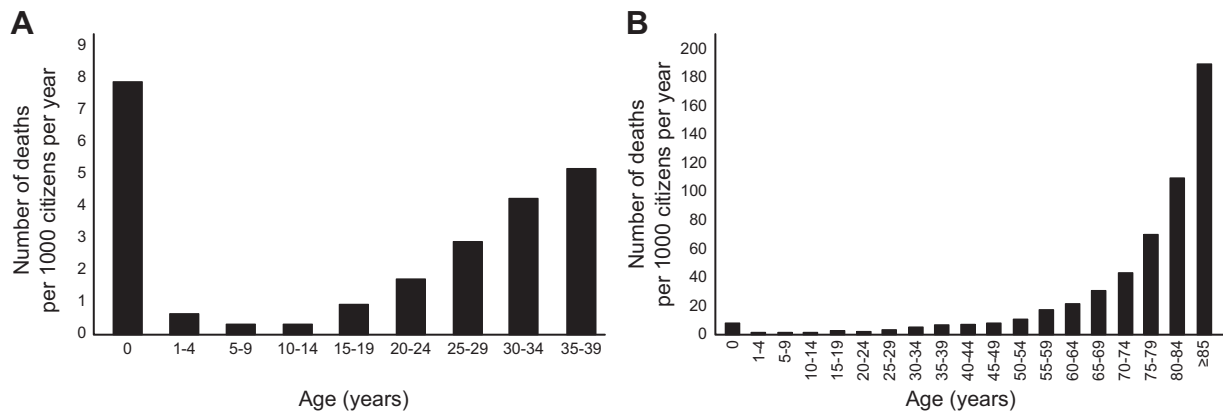 A
Number of deaths
per 1000 citizens per year
9
8
7
6
5
4
3
2
1
0
0 1-4 5-9 10-14 15-19 20-24 25-29 30-34 35-39
Age (years)
B
Number of deaths
per 1000 citizens per year
200
180
160
140
120
100
80
60
40
20
0
0 1-4 5-9 10-14 15-19 20-24 25-29 30-34 35-39 40-44 45-49 50-54 55-59 60-64 65-69 70-74 75-79 80-84 ≥85
Age (years)